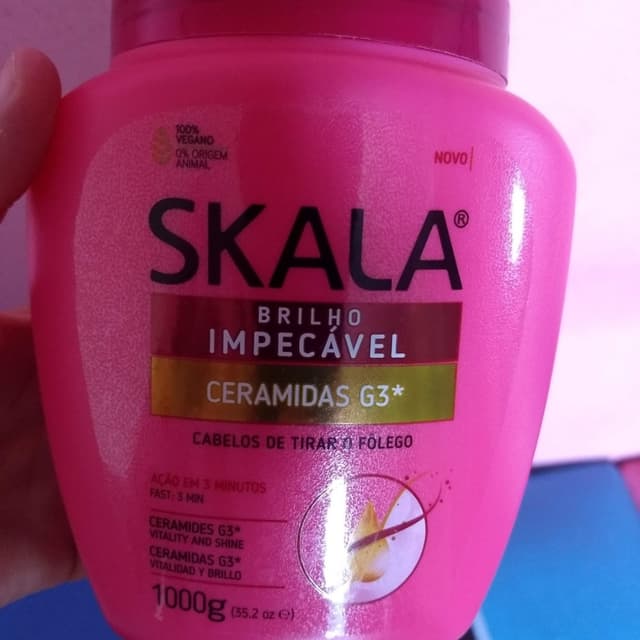 100%
VEGANO
0% ORIGEM
ANIMAL
NOVO
SKALA®
BRILHO
IMPECÁVEL
CERAMIDAS G3*
CABELOS DE TIRAR O FÔLEGO
AÇÃO EM 3 MINUTOS
FAST: 3 MIN
CERAMIDES G3*
VITALITY AND SHINE
CERAMIDAS G3*
VITALIDAD Y BRILLO
1000g (35.2 oz ℮)